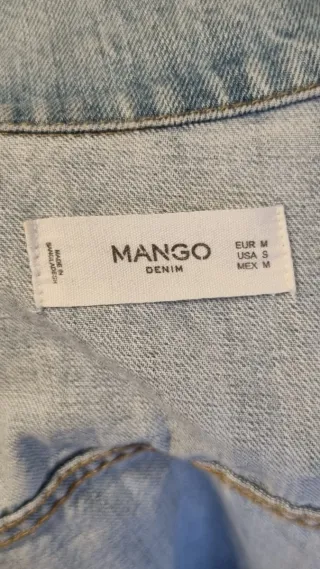 MADE IN
BANGLADESH
MANGO
DENIM
EUR M
USA S
MEX M